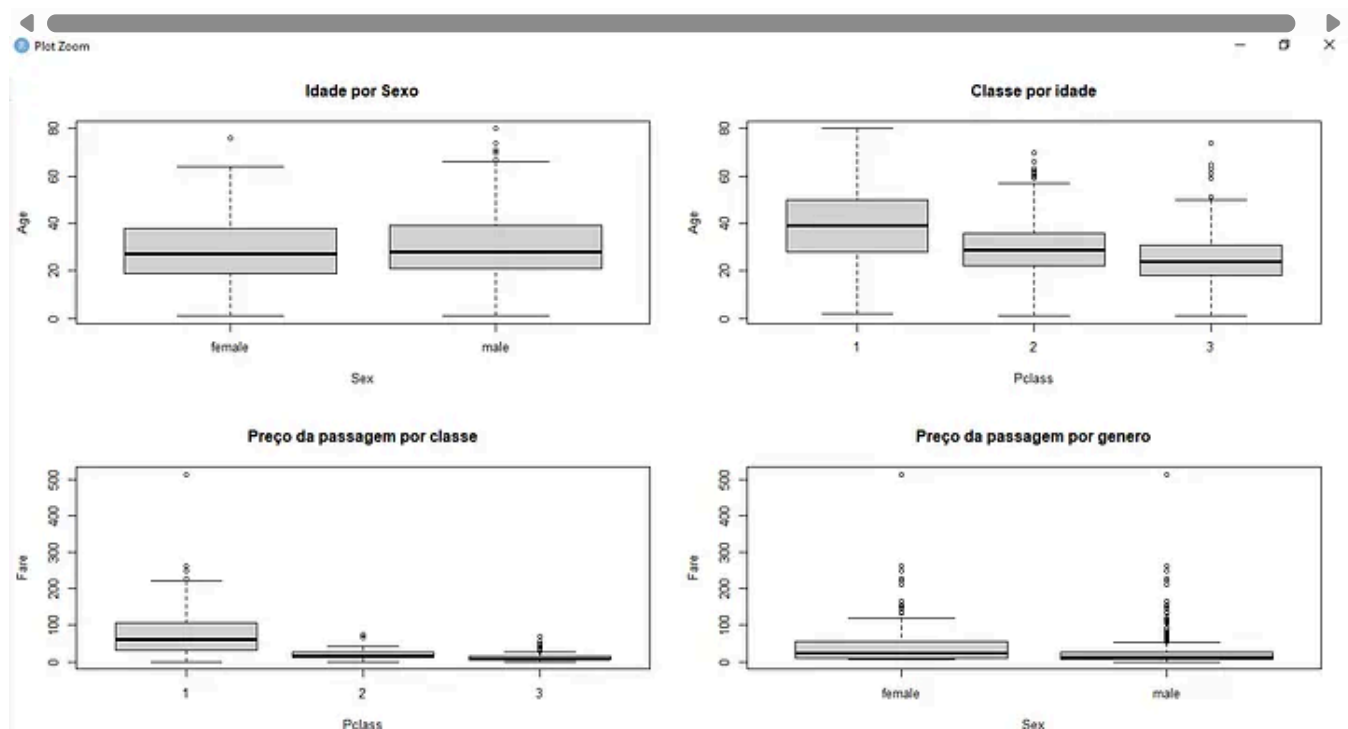 Plot Zoom
Idade por Sexo
80
60
40
20
0
Age
female male
Sex
Classe por idade
80
60
40
20
0
Age
1 2 3
Pclass
Preço da passagem por classe
500
400
300
200
100
0
Fare
1 2 3
Pclass
Preço da passagem por genero
500
400
300
200
100
0
Fare
female male
Sex